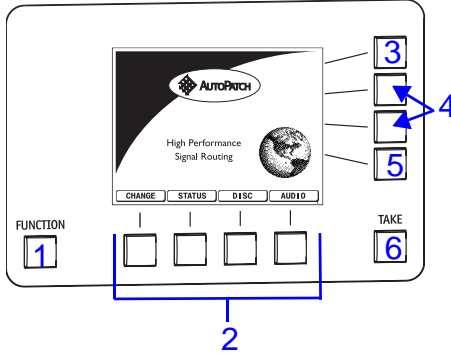 3
AUTOPATCH
4
High Performance
Signal Routing
5
CHANGE STATUS DISC AUDIO
FUNCTION
TAKE
1
6
2